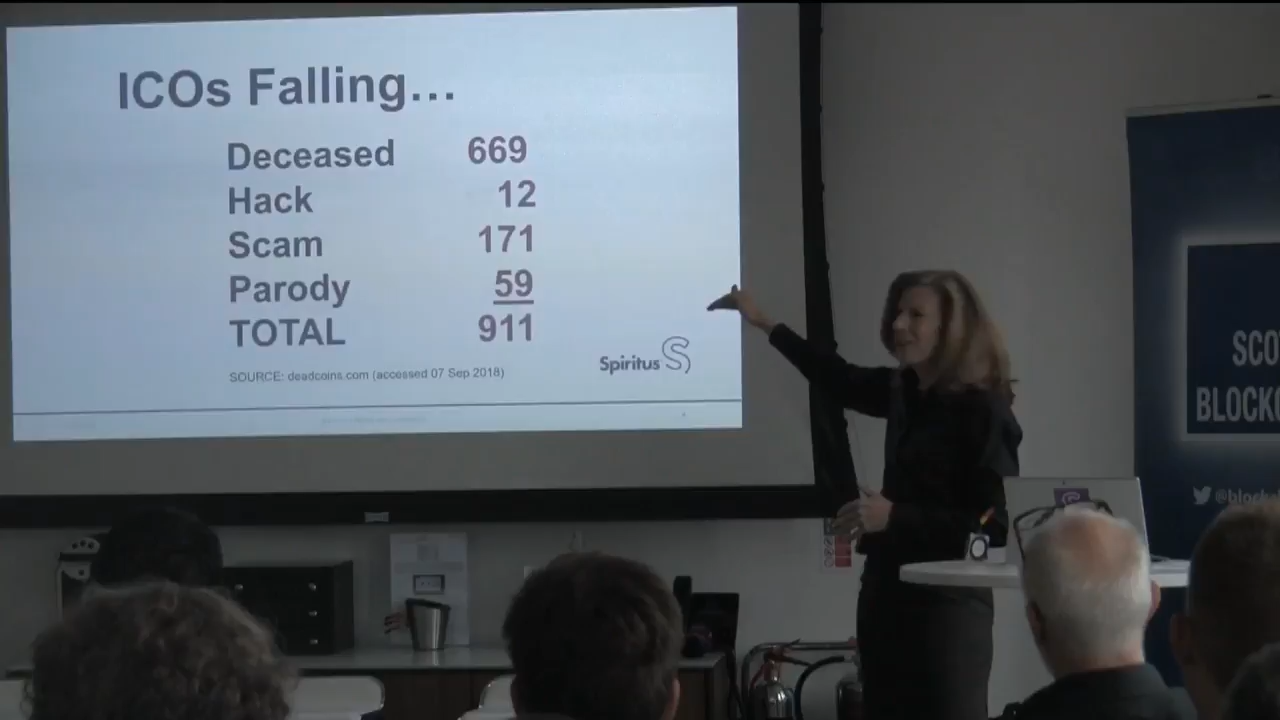 ICOs Falling...
Deceased 669
Hack 12
Scam 171
Parody 59
TOTAL 911
SOURCE: deadcoins.com (accessed 07 Sep 2018)
Spiritus S
SCO
BLOCKC
@blocko